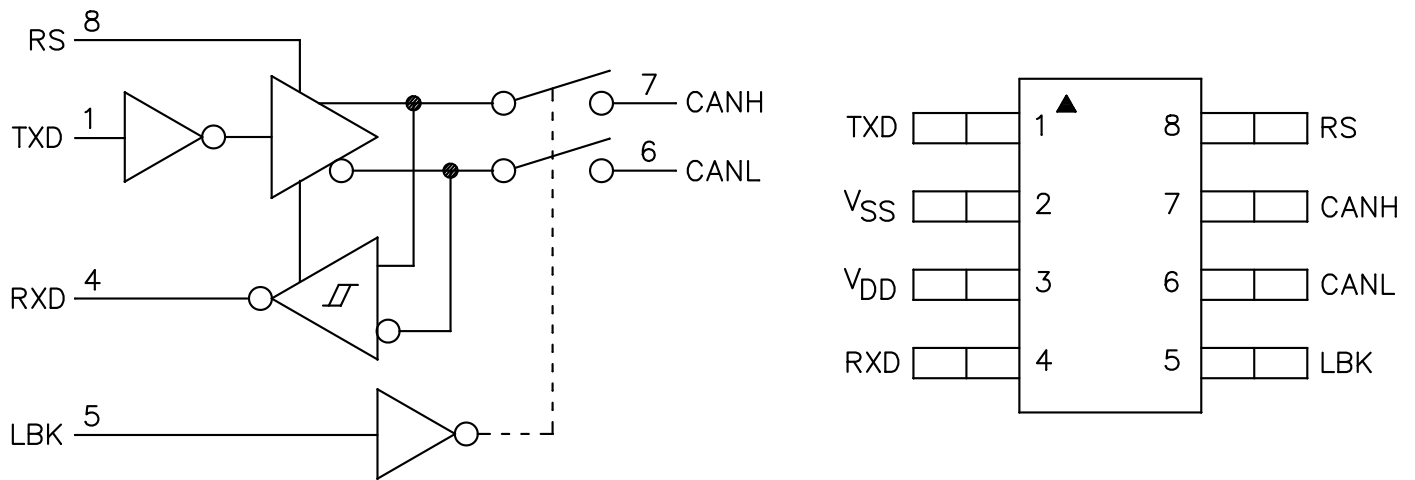 RS 8
TXD 1
7 CANH
6 CANL
RXD 4
LBK 5
TXD 1 8 RS
VSS 2 7 CANH
VDD 3 6 CANL
RXD 4 5 LBK